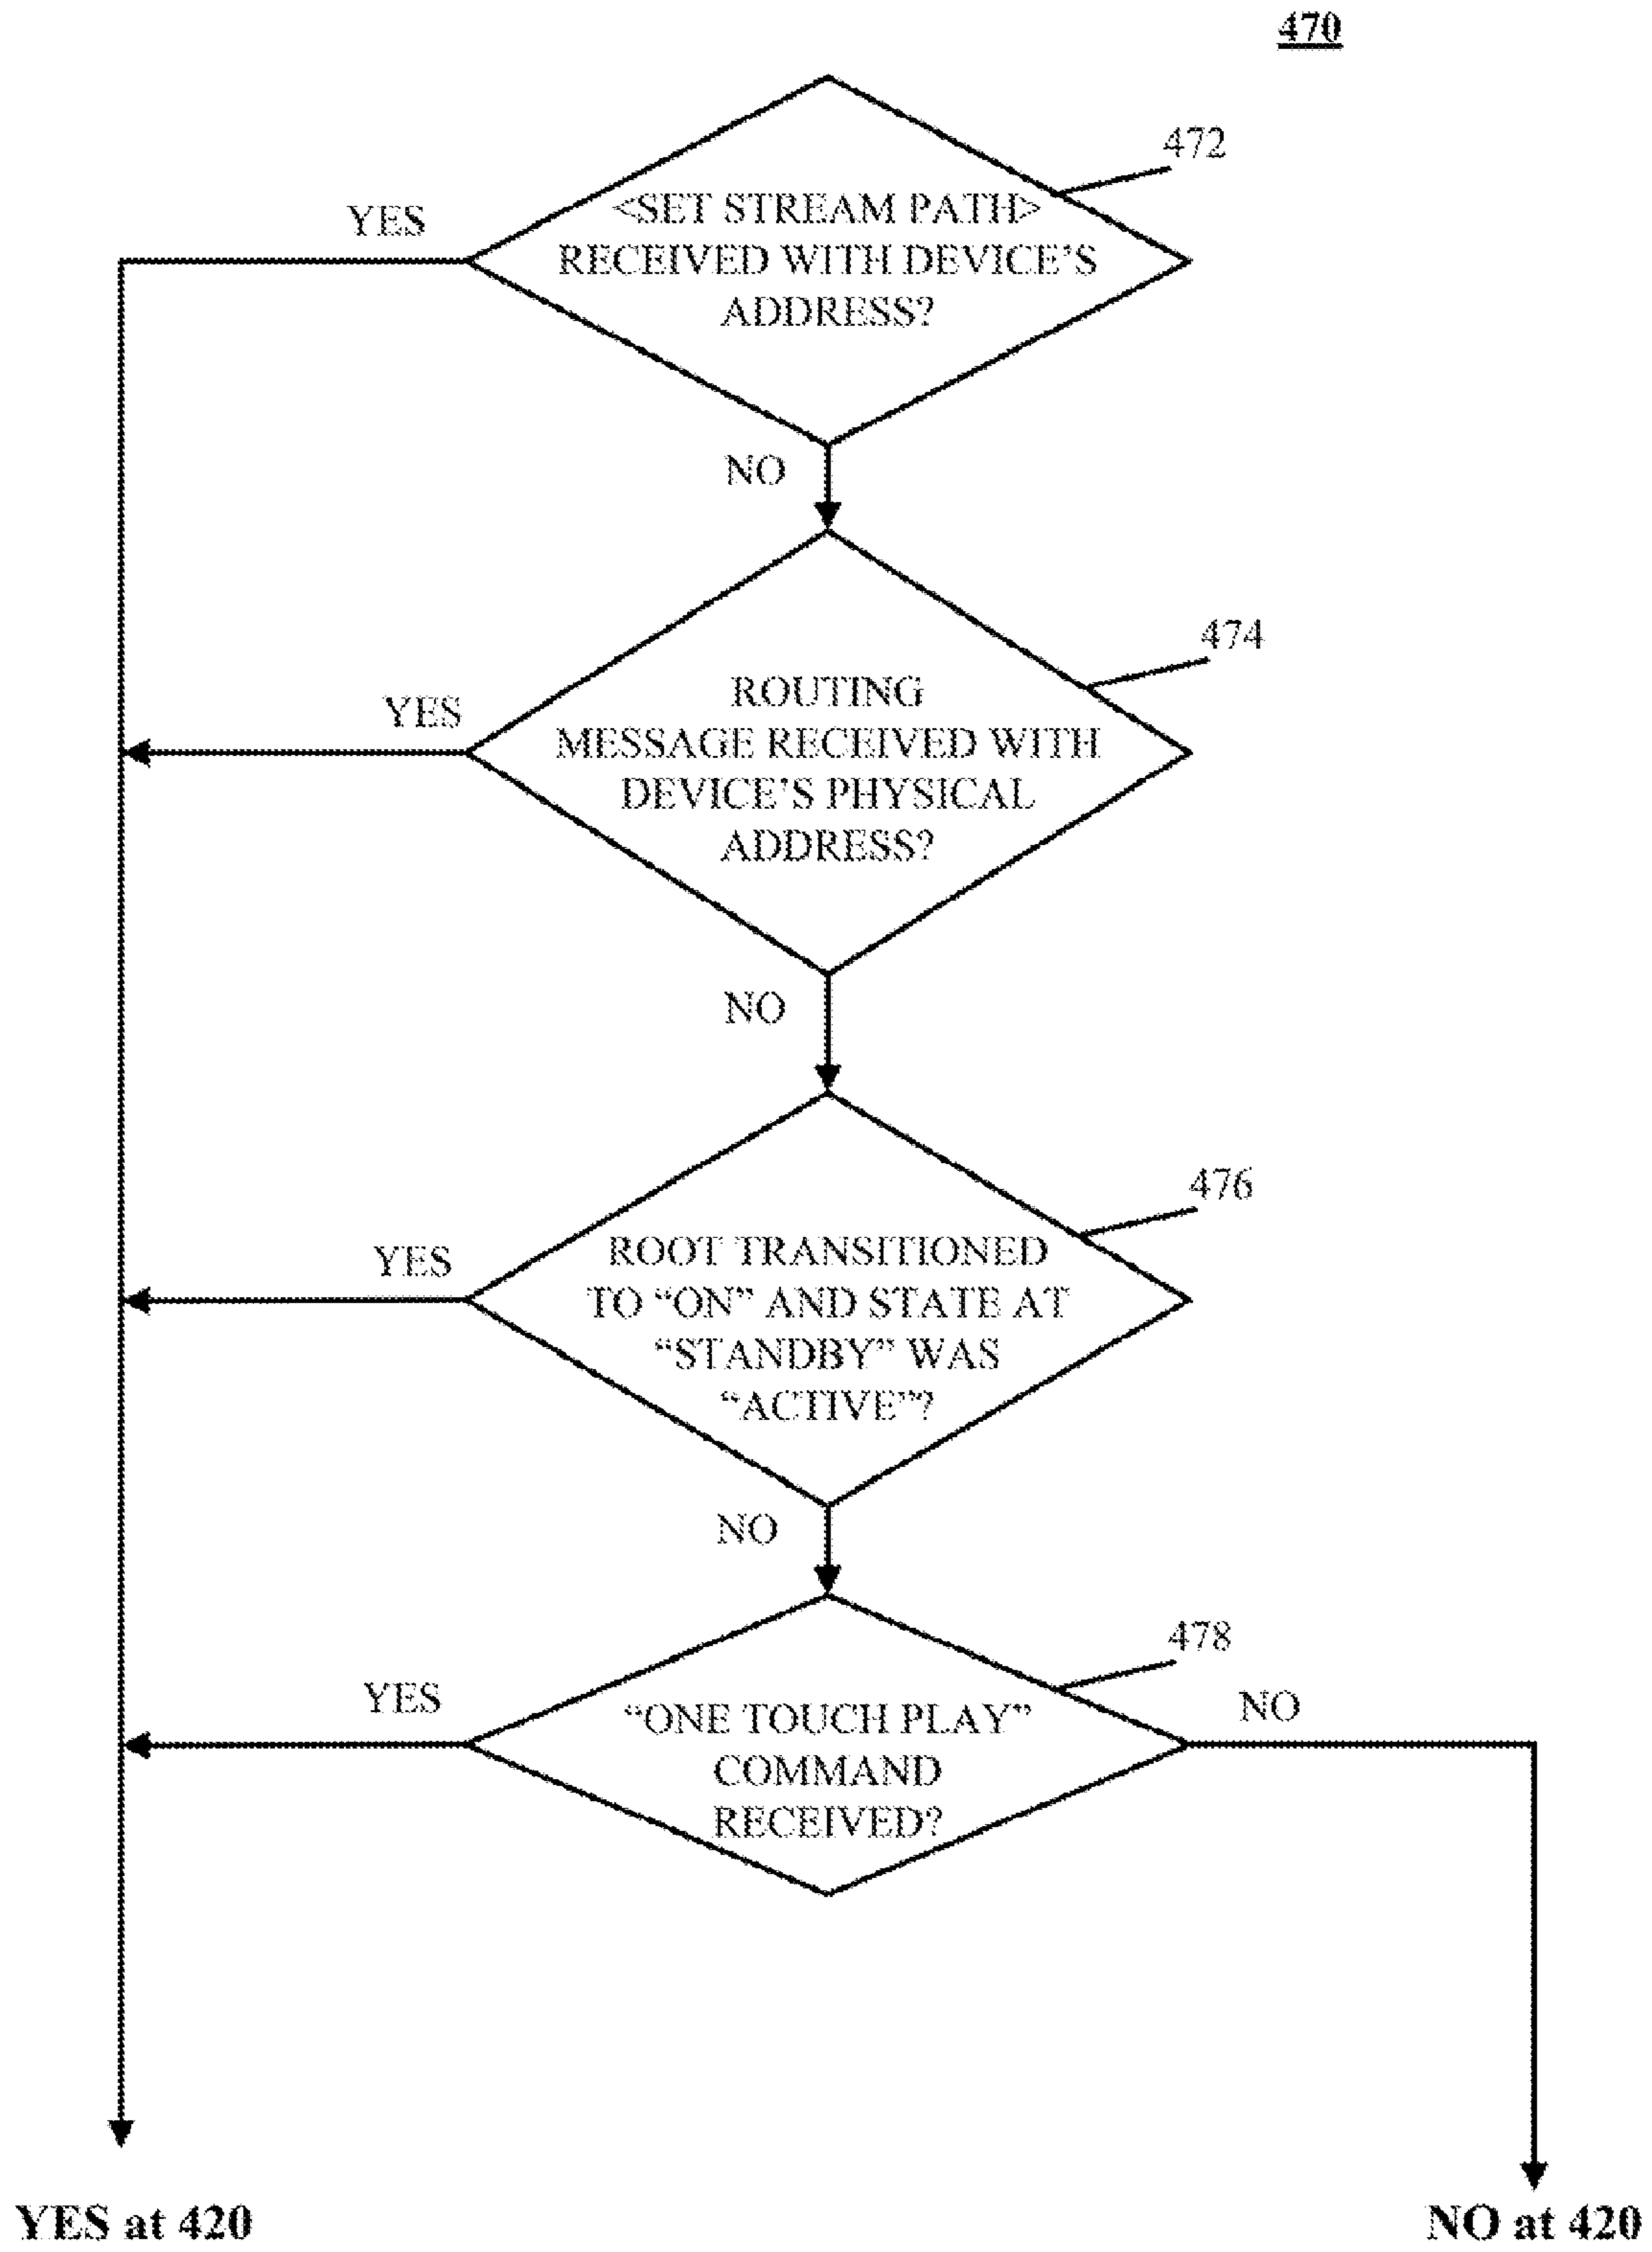 470
472
<SET STREAM PATH>
RECEIVED WITH DEVICE'S
ADDRESS?
YES
NO
474
ROUTING
MESSAGE RECEIVED WITH
DEVICE'S PHYSICAL
ADDRESS?
YES
NO
476
ROOT TRANSITIONED
TO “ON” AND STATE AT
“STANDBY” WAS
“ACTIVE”?
YES
NO
478
“ONE TOUCH PLAY”
COMMAND
RECEIVED?
YES
NO
YES at 420
NO at 420